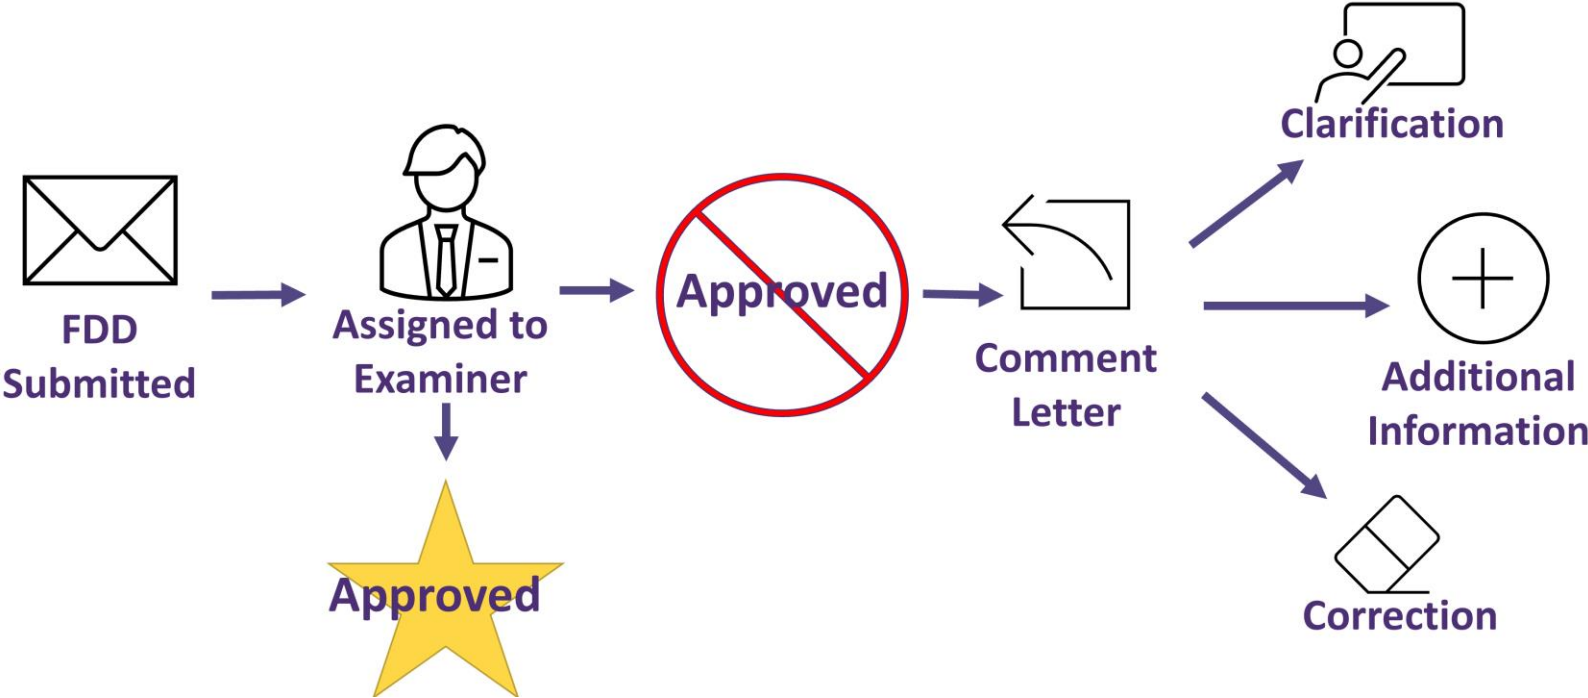 FDD
Submitted
Assigned to
Examiner
Approved
Approved
Comment
Letter
Clarification
Additional
Information
Correction